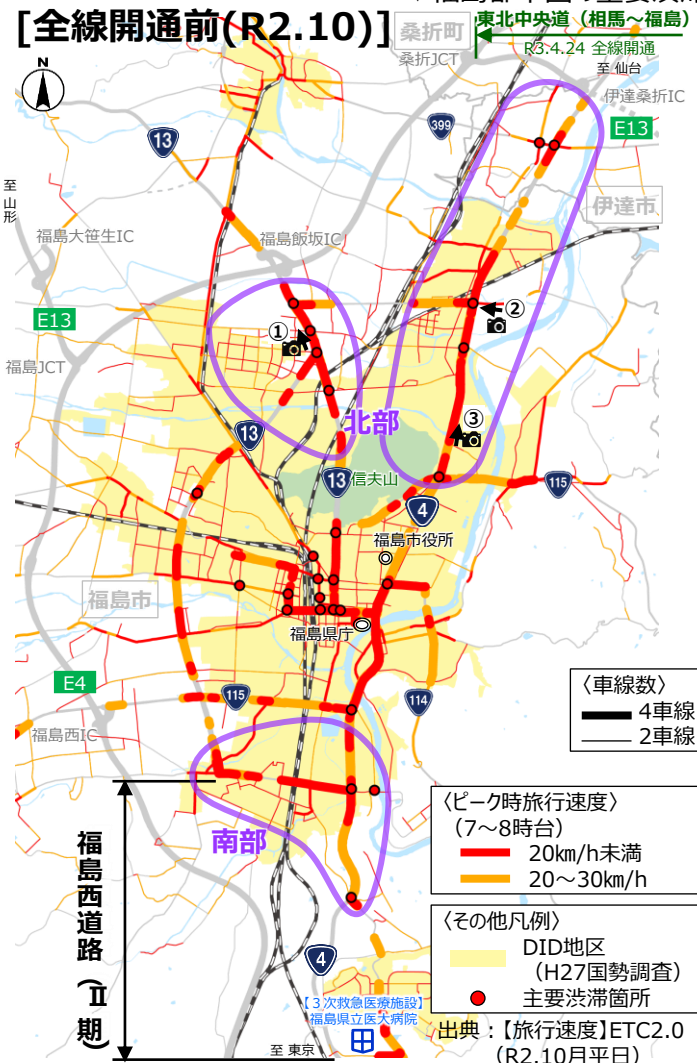 [全線開通前(R2.10)]
桑折町
東北中央道（相馬～福島）
R3.4.24 全線開通
桑折JCT
至 仙台
N
伊達桑折IC
399
E13
13
至 山形
伊達市
福島大笹生IC
福島飯坂IC
E13
①
②
福島JCT
③
北部
13
13
信夫山
115
4
福島市役所
福島市
福島県庁
E4
115
114
福島西IC
〈車線数〉
4車線
2車線
〈ピーク時旅行速度〉
（7～8時台）
20km/h未満
20～30km/h
南部
福島西道路（Ⅱ期）
〈その他凡例〉
DID地区
（H27国勢調査）
主要渋滞箇所
4
【３次救急医療施設】
福島県立医大病院
至 東京
出典：【旅行速度】ETC2.0
（R2.10月平日）